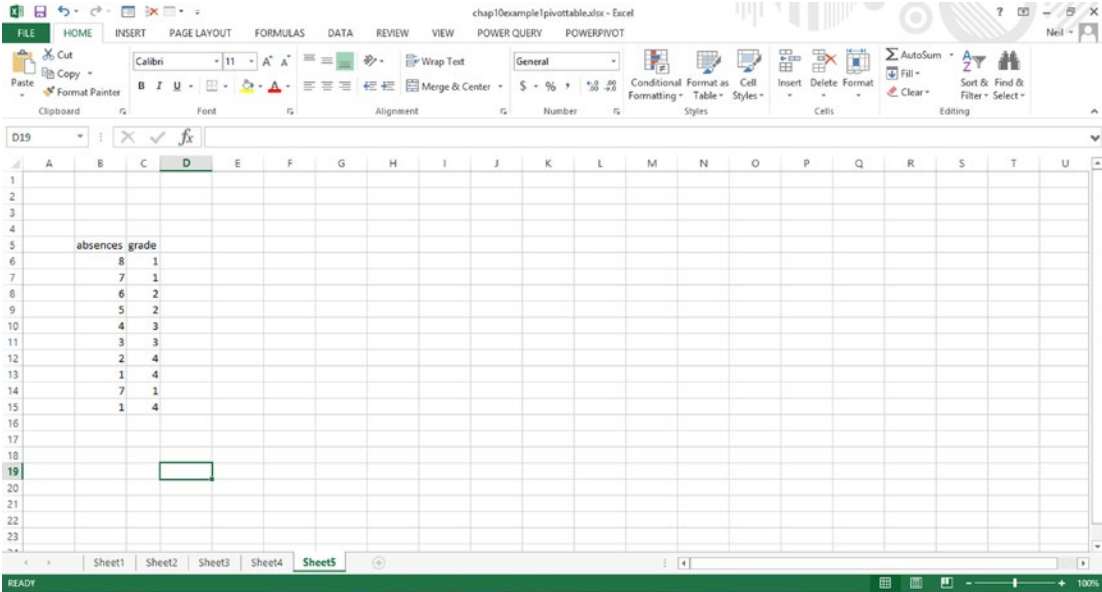 chap10example1pivottable.xlsx - Excel
FILE HOME INSERT PAGE LAYOUT FORMULAS DATA REVIEW VIEW POWER QUERY POWERPIVOT Neil
Paste
Cut
Copy
Format Painter
Clipboard
Calibri 11
B I U
Font
Wrap Text
Merge & Center
Alignment
General
$ % ,
Number
Conditional Formatting
Format as Table
Cell Styles
Styles
Insert Delete Format
Cells
AutoSum
Fill
Clear
Sort & Filter
Find & Select
Editing
D19 fx
A B C D E F G H I J K L M N O P Q R S T U
1
2
3
4
5 absences grade
6 8 1
7 7 1
8 6 2
9 5 2
10 4 3
11 3 3
12 2 4
13 1 4
14 7 1
15 1 4
16
17
18
19
20
21
22
23
Sheet1 Sheet2 Sheet3 Sheet4 Sheet5
READY 100%